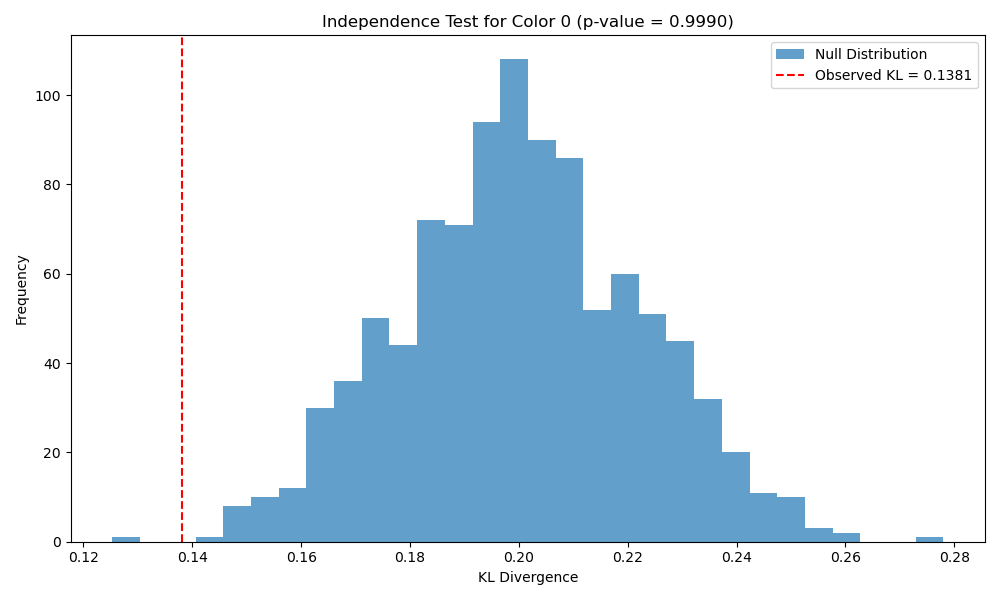 Independence Test for Color 0 (p-value = 0.9990)
Null Distribution
Observed KL = 0.1381
Frequency
100
80
60
40
20
0
0.12 0.14 0.16 0.18 0.20 0.22 0.24 0.26 0.28
KL Divergence